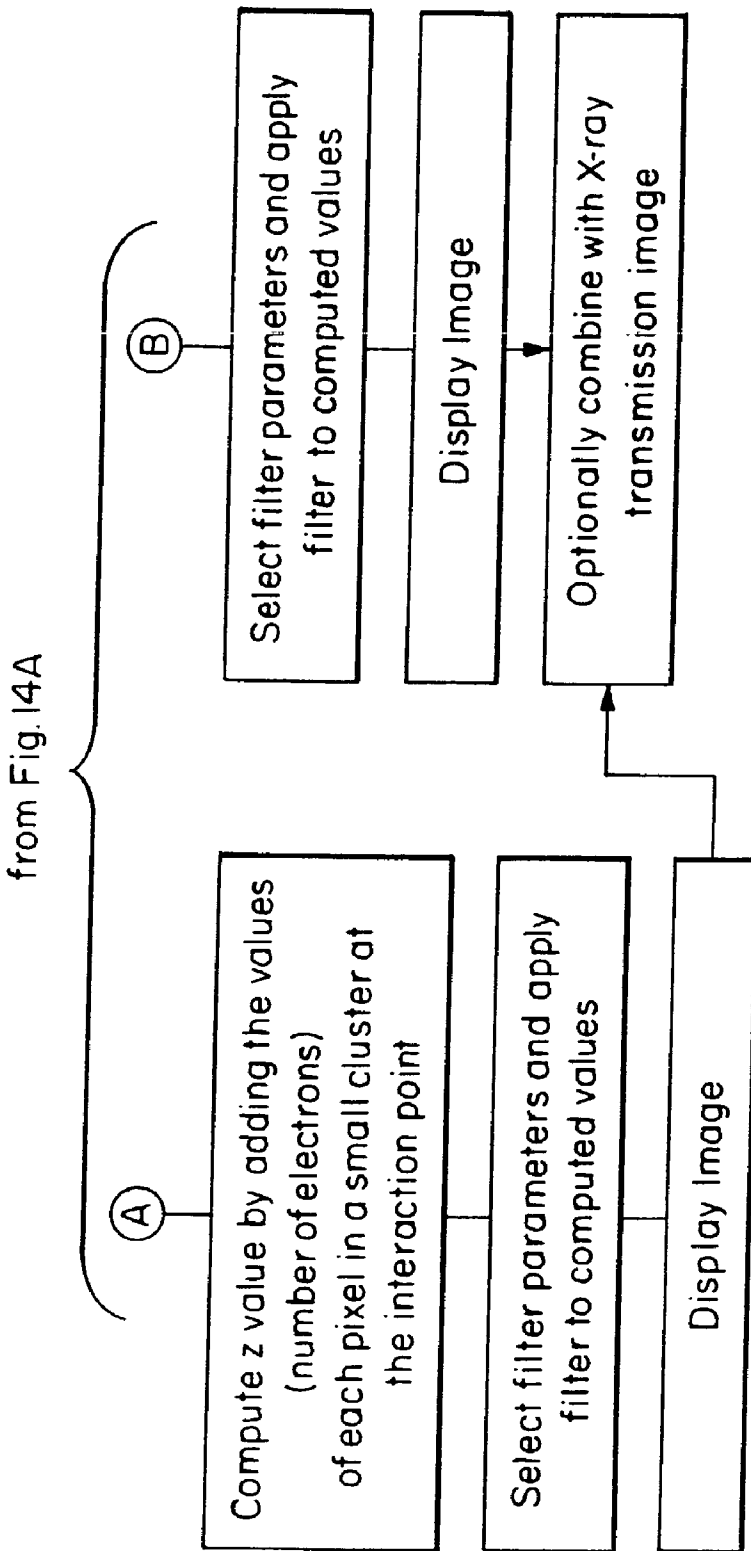 from Fig. 14A
A
Compute z value by adding the values
(number of electrons)
of each pixel in a small cluster at
the interaction point
Select filter parameters and apply
filter to computed values
Display Image
B
Select filter parameters and apply
filter to computed values
Display Image
Optionally combine with X-ray
transmission image